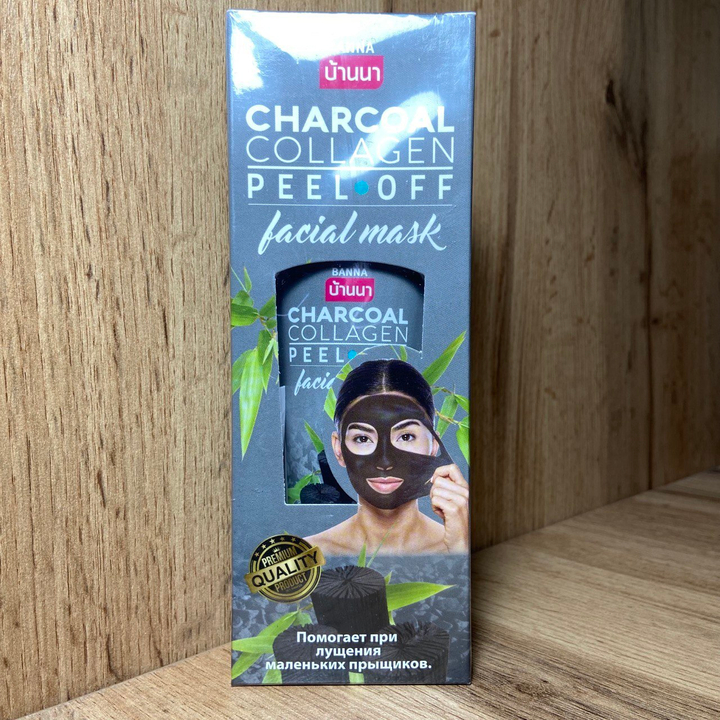 BANNA
บ้านนา
CHARCOAL
COLLAGEN
PEEL•OFF
facial mask
BANNA
บ้านนา
CHARCOAL
COLLAGEN
PEEL
PREMIUM
QUALITY
PRODUCT
Помогает при
лущения
маленьких прыщиков.